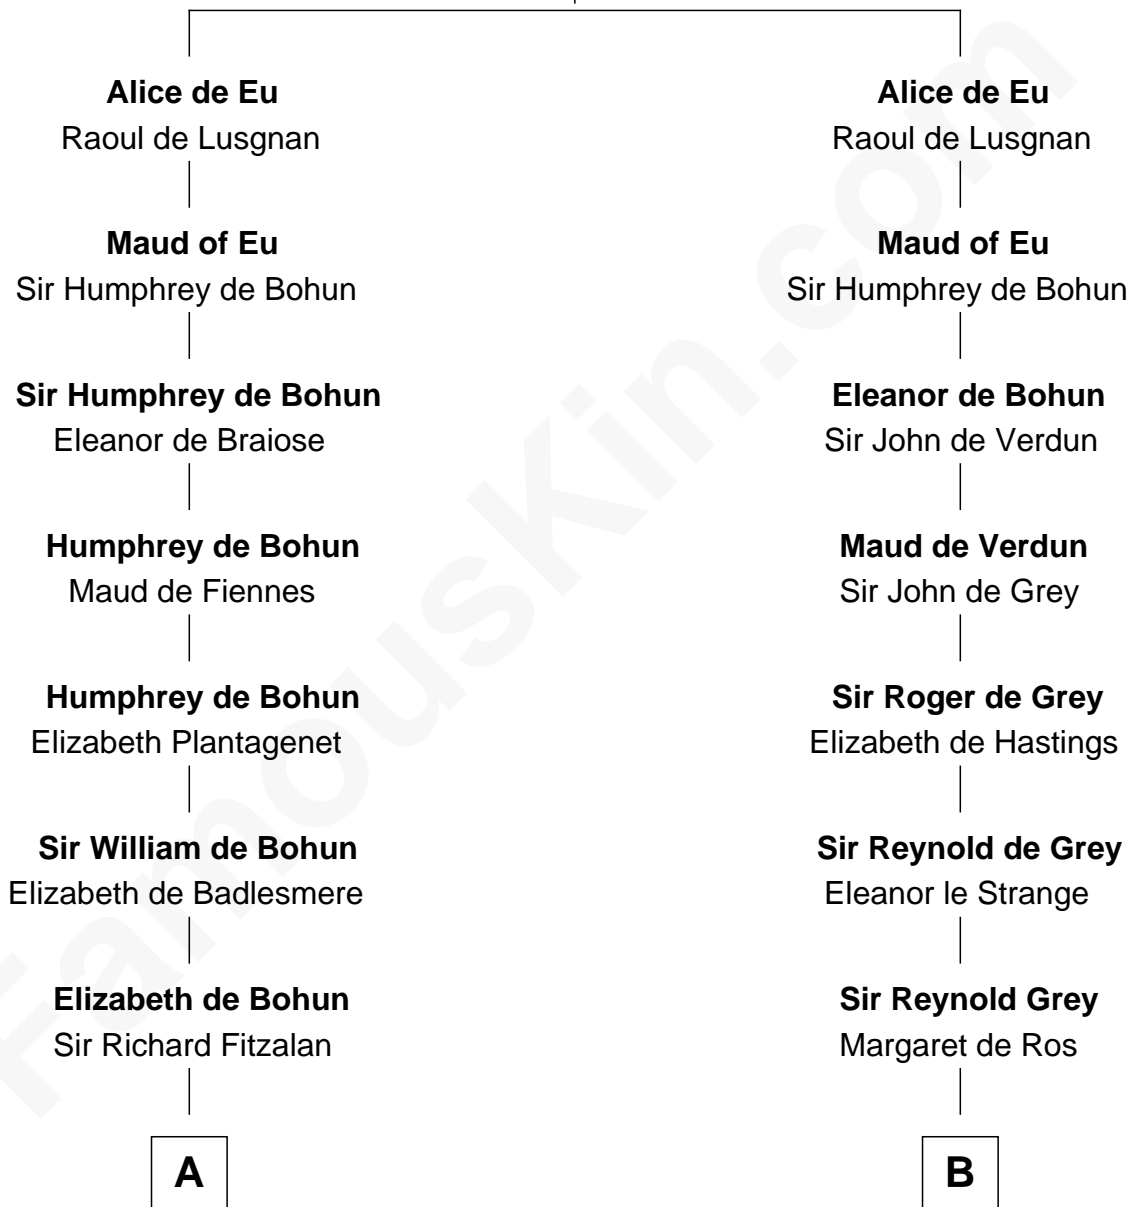 Alice de Eu
Raoul de Lusgnan
Maud of Eu
Sir Humphrey de Bohun
Sir Humphrey de Bohun
Eleanor de Braiose
Humphrey de Bohun
Maud de Fiennes
Humphrey de Bohun
Elizabeth Plantagenet
Sir William de Bohun
Elizabeth de Badlesmere
Elizabeth de Bohun
Sir Richard Fitzalan
A
Alice de Eu
Raoul de Lusgnan
Maud of Eu
Sir Humphrey de Bohun
Eleanor de Bohun
Sir John de Verdun
Maud de Verdun
Sir John de Grey
Sir Roger de Grey
Elizabeth de Hastings
Sir Reynold de Grey
Eleanor le Strange
Sir Reynold Grey
Margaret de Ros
B
FamousKin.com